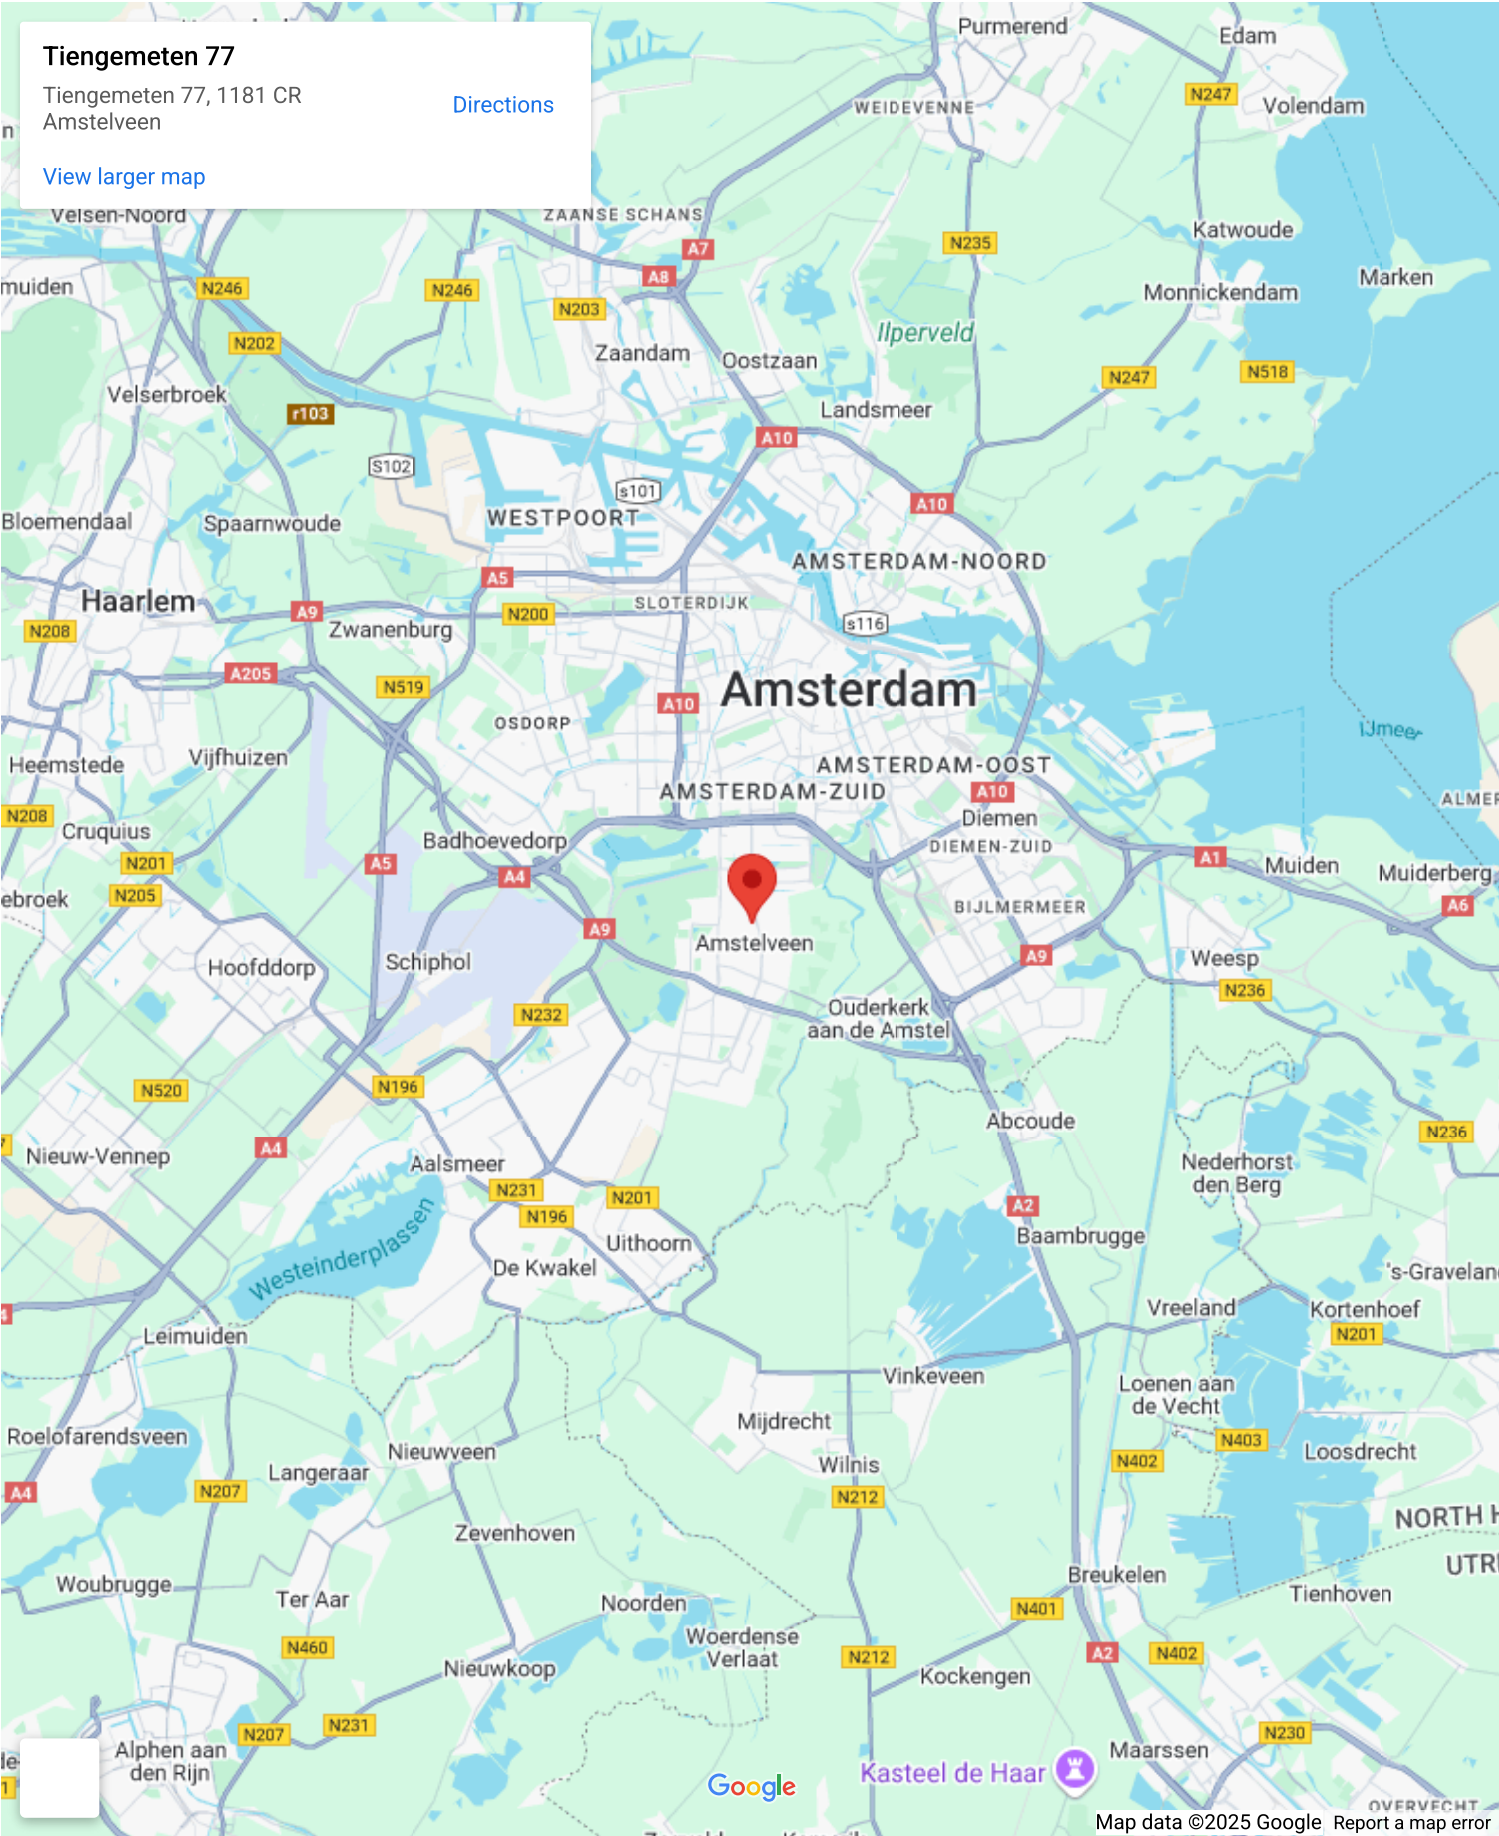 Tiengemeten 77
Tiengemeten 77, 1181 CR
Amstelveen
Directions
View larger map
Purmerend
Edam
N247
WEIDEVENNE
Volendam
Velsen-Noord
ZAANSE SCHANS
A7
N235
Katwoude
muiden
A8
Marken
N246
N246
N203
Monnickendam
Ilperveld
N202
Zaandam
Oostzaan
N247
N518
Velserbroek
r103
Landsmeer
A10
S102
s101
A10
Bloemendaal
Spaarnwoude
WESTPOORT
AMSTERDAM-NOORD
A5
Haarlem
A9
N200
SLOTERDIJK
N208
Zwanenburg
s116
A205
N519
A10
Amsterdam
OSDORP
IJmeer
Heemstede
Vijfhuizen
AMSTERDAM-OOST
AMSTERDAM-ZUID
A10
ALMER
N208
Cruquius
Badhoevedorp
Diemen
DIEMEN-ZUID
N201
A5
A4
A1
Muiden
Muiderberg
N205
ebroek
BIJLMERMEER
A6
A9
Amstelveen
Hoofddorp
Schiphol
A9
Weesp
N236
N232
Ouderkerk
aan de Amstel
N520
N196
Abcoude
N236
A4
Nieuw-Vennep
Aalsmeer
Nederhorst
den Berg
N231
N201
N196
A2
Westeinderplassen
Uithoorn
Baambrugge
De Kwakel
's-Graveland
Vreeland
Kortenhoef
Leimuiden
N201
Vinkeveen
Loenen aan
de Vecht
Mijdrecht
Roelofarendsveen
Nieuwveen
N403
Loosdrecht
Langeraar
Wilnis
N402
A4
N207
N212
NORTH H
Zevenhoven
UTR
Woubrugge
Breukelen
Ter Aar
Noorden
Tienhoven
N401
N460
Woerdense
Verlaat
N212
A2
N402
Nieuwkoop
Kockengen
N207
N231
N230
Alphen aan
den Rijn
Maarssen
Kasteel de Haar
Google
OVERVECHT
Map data ©2025 Google
Report a map error